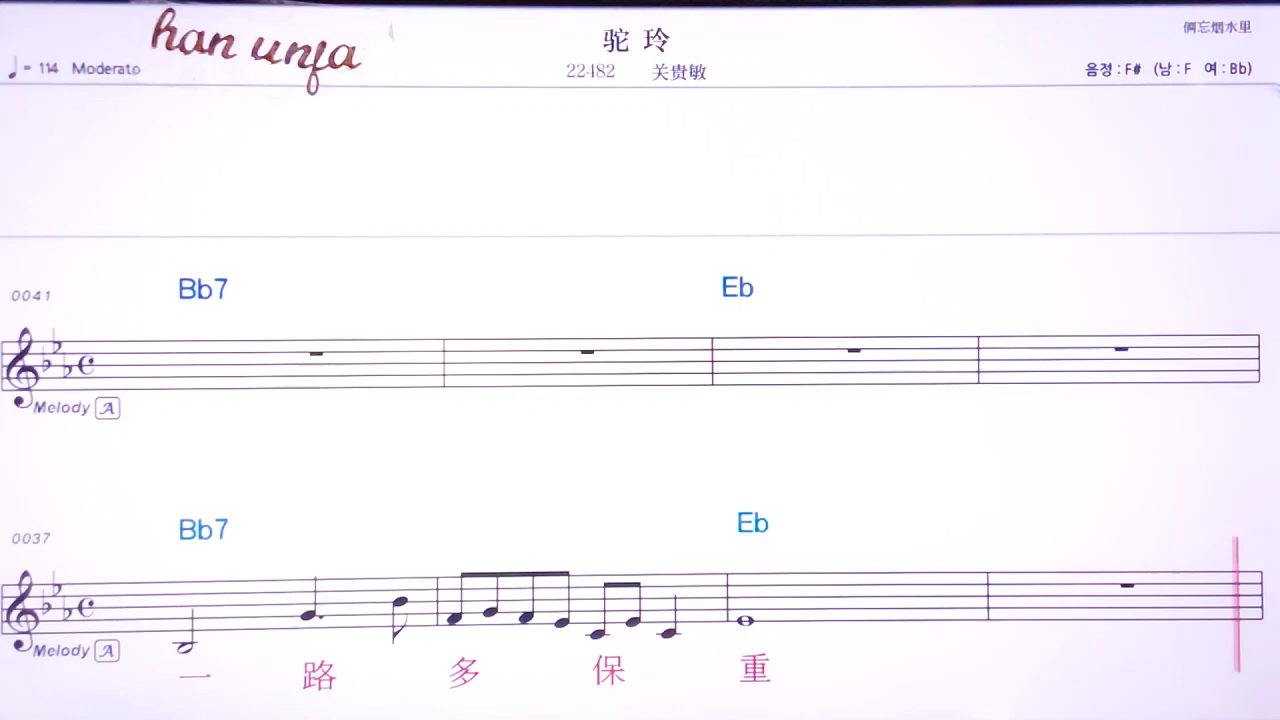 han unfa
驼 玲
俩忘烟水里
♩= 114 Moderato
22482 关贵敏
음정:F# (남:F 여:Bb)
0041 Bb7 Eb
Melody A
0037 Bb7 Eb
Melody A
一 路 多 保 重